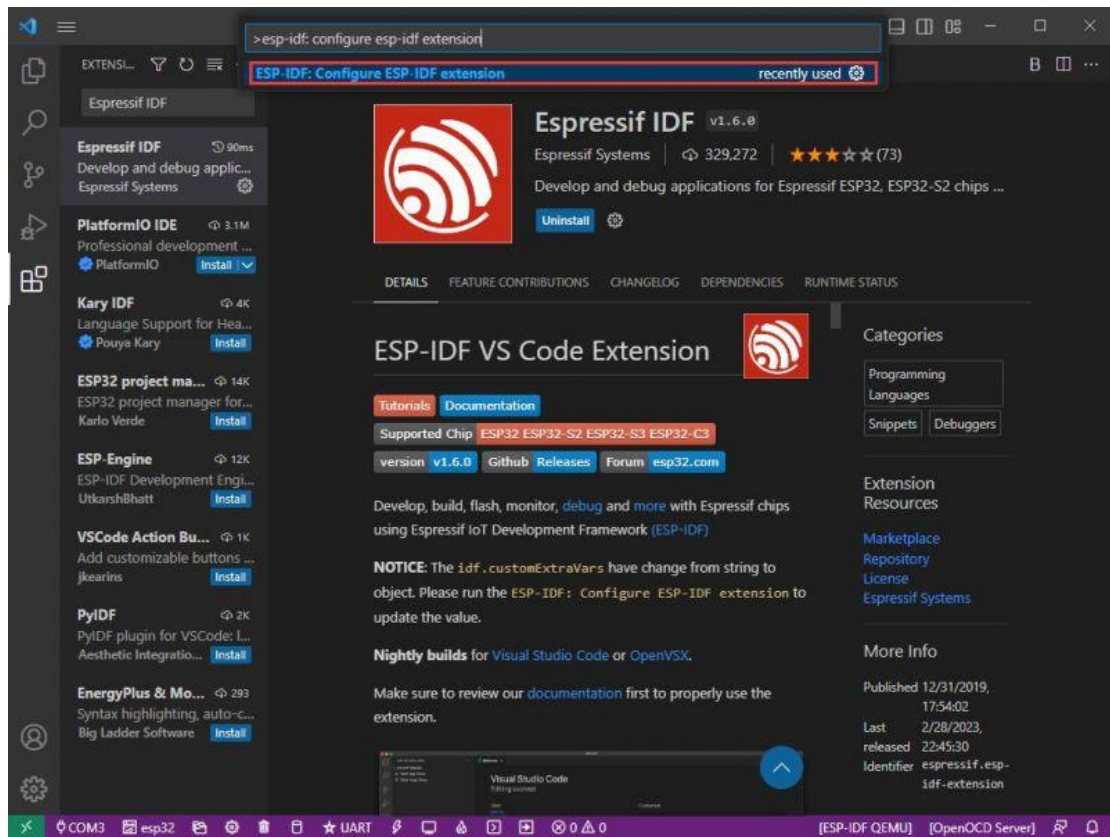 >esp-idf: configure esp-idf extension
ESP-IDF: Configure ESP-IDF extension
recently used
EXTENSI...
Espressif IDF
Espressif IDF
90ms
Develop and debug applic...
Espressif Systems
PlatformIO IDE
3.1M
Professional development ...
PlatformIO
Install
Kary IDF
4K
Language Support for Hea...
Pouya Kary
Install
ESP32 project ma...
14K
ESP32 project manager for...
Karlo Verde
Install
ESP-Engine
12K
ESP-IDF Development Engi...
UtkarshBhatt
Install
VSCode Action Bu...
1K
Add customizable buttons ...
jkearins
Install
PyIDF
2K
PyIDF plugin for VSCode: I...
Aesthetic Integratio...
Install
EnergyPlus & Mo...
293
Syntax highlighting, auto-c...
Big Ladder Software
Install
B
Espressif IDF
v1.6.0
Espressif Systems
329,272
(73)
Develop and debug applications for Espressif ESP32, ESP32-S2 chips ...
Uninstall
DETAILS
FEATURE CONTRIBUTIONS
CHANGELOG
DEPENDENCIES
RUNTIME STATUS
ESP-IDF VS Code Extension
Tutorials
Documentation
Supported Chip ESP32 ESP32-S2 ESP32-S3 ESP32-C3
version v1.6.0
Github Releases
Forum esp32.com
Develop, build, flash, monitor, debug and more with Espressif chips
using Espressif IoT Development Framework (ESP-IDF)
NOTICE: The idf.customExtraVars have change from string to
object. Please run the ESP-IDF: Configure ESP-IDF extension to
update the value.
Nightly builds for Visual Studio Code or OpenVSX.
Make sure to review our documentation first to properly use the
extension.
Visual Studio Code
Categories
Programming
Languages
Snippets
Debuggers
Extension
Resources
Marketplace
Repository
License
Espressif Systems
More Info
Published 12/31/2019,
17:54:02
Last 2/28/2023,
released 22:45:30
Identifier espressif.esp-
idf-extension
COM3
esp32
UART
0
0
[ESP-IDF QEMU]
[OpenOCD Server]